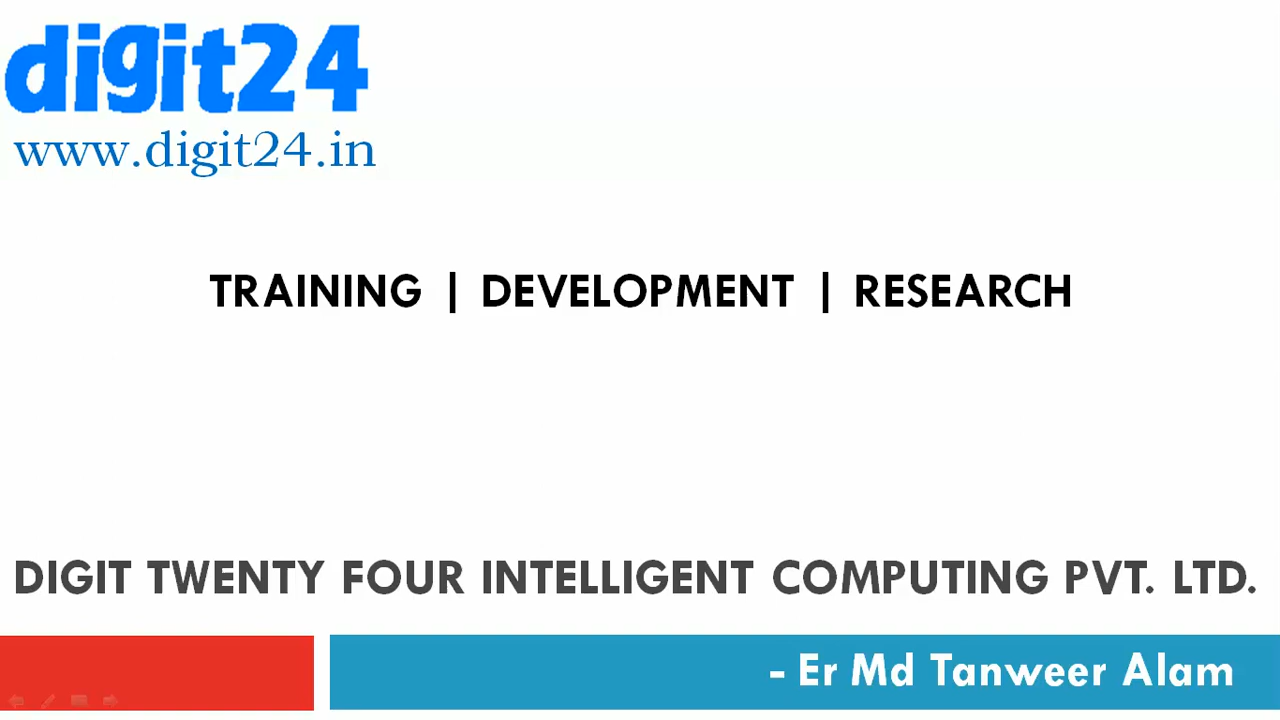 digit24
www.digit24.in
TRAINING | DEVELOPMENT | RESEARCH
DIGIT TWENTY FOUR INTELLIGENT COMPUTING PVT. LTD.
- Er Md Tanweer Alam